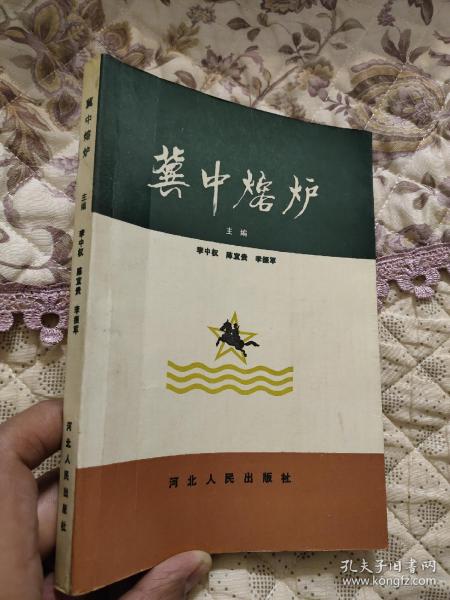 冀中熔炉
主编
李中权 陈宜贵 李振军
河北人民出版社
冀中熔炉
主编
李中权 陈宜贵 李振军
河北人民出版社
孔夫子旧书网
www.kongfz.com